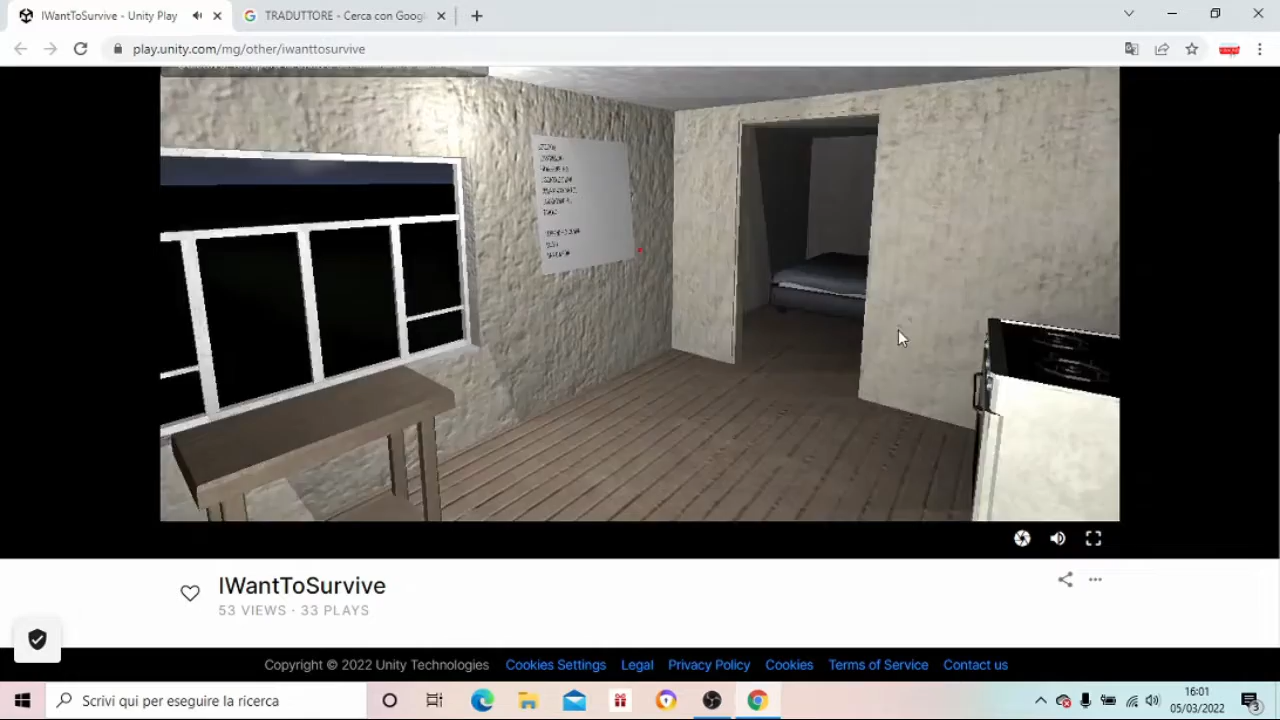 IWantToSurvive - Unity Play
TRADUTTORE - Cerca con Goog
play.unity.com/mg/other/iwanttosurvive
IWantToSurvive
53 VIEWS · 33 PLAYS
Copyright © 2022 Unity Technologies Cookies Settings Legal Privacy Policy Cookies Terms of Service Contact us
Scrivi qui per eseguire la ricerca
16:01
05/03/2022
3